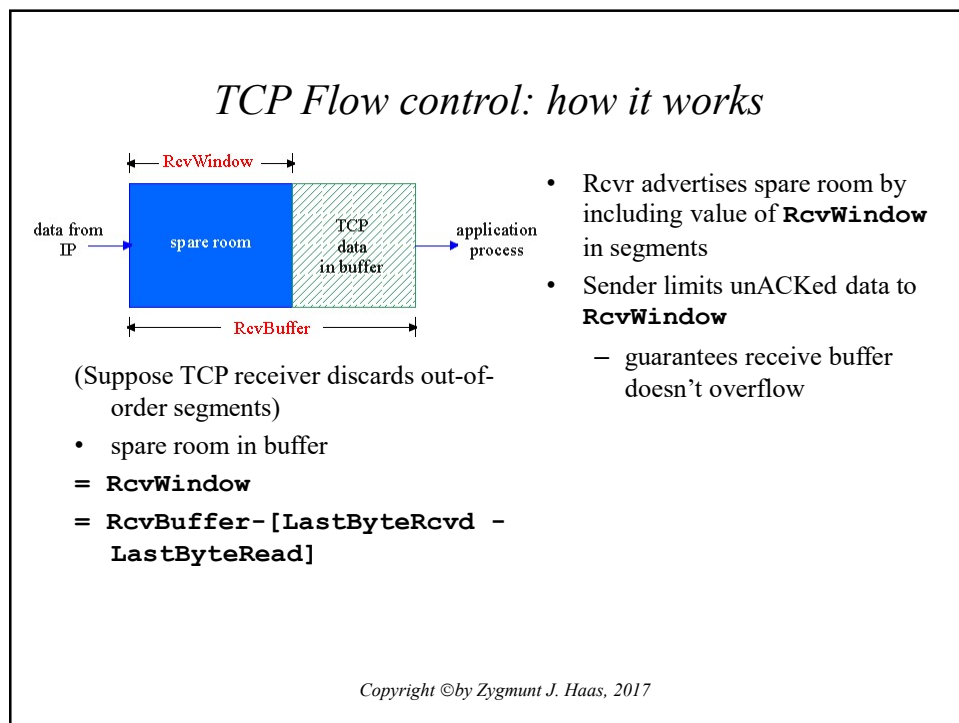 TCP Flow control: how it works
RcvWindow
data from
IP
spare room
TCP
data
in buffer
application
process
RcvBuffer
(Suppose TCP receiver discards out-of-
order segments)
• spare room in buffer
= RcvWindow
= RcvBuffer-[LastByteRcvd -
LastByteRead]
• Rcvr advertises spare room by
including value of RcvWindow
in segments
• Sender limits unACKed data to
RcvWindow
– guarantees receive buffer
doesn’t overflow
Copyright ©by Zygmunt J. Haas, 2017